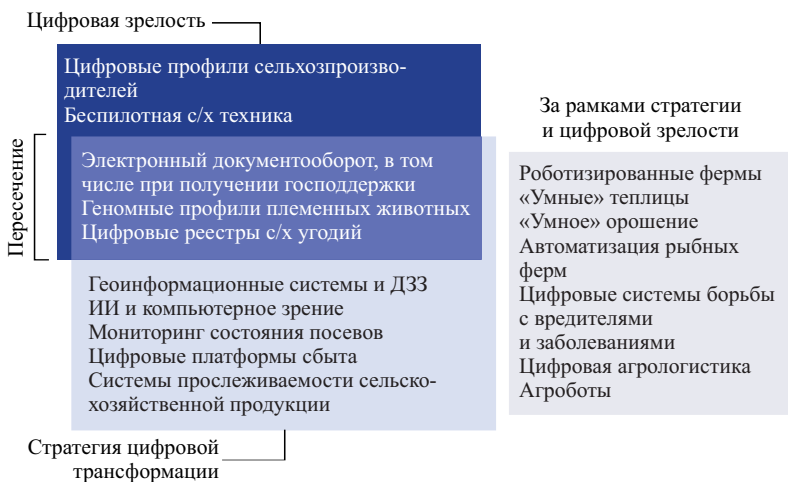 Цифровая зрелость
Цифровые профили сельхозпроизво-
дителей
Беспилотная с/х техника
Пересечение
Электронный документооборот, в том
числе при получении господдержки
Геномные профили племенных животных
Цифровые реестры с/х угодий
Геоинформационные системы и ДЗЗ
ИИ и компьютерное зрение
Мониторинг состояния посевов
Цифровые платформы сбыта
Системы прослеживаемости сельско-
хозяйственной продукции
Стратегия цифровой
трансформации
За рамками стратегии
и цифровой зрелости
Роботизированные фермы
«Умные» теплицы
«Умное» орошение
Автоматизация рыбных
ферм
Цифровые системы борьбы
с вредителями
и заболеваниями
Цифровая агрологистика
Агроботы